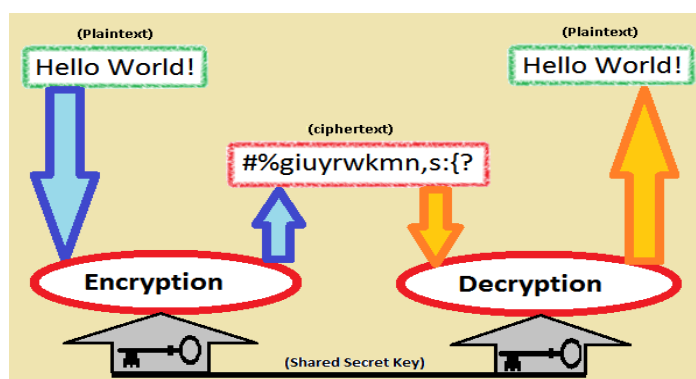 (Plaintext)
Hello World!
(Plaintext)
Hello World!
(ciphertext)
#%giuyrwkmn,s:{?
Encryption
Decryption
(Shared Secret Key)